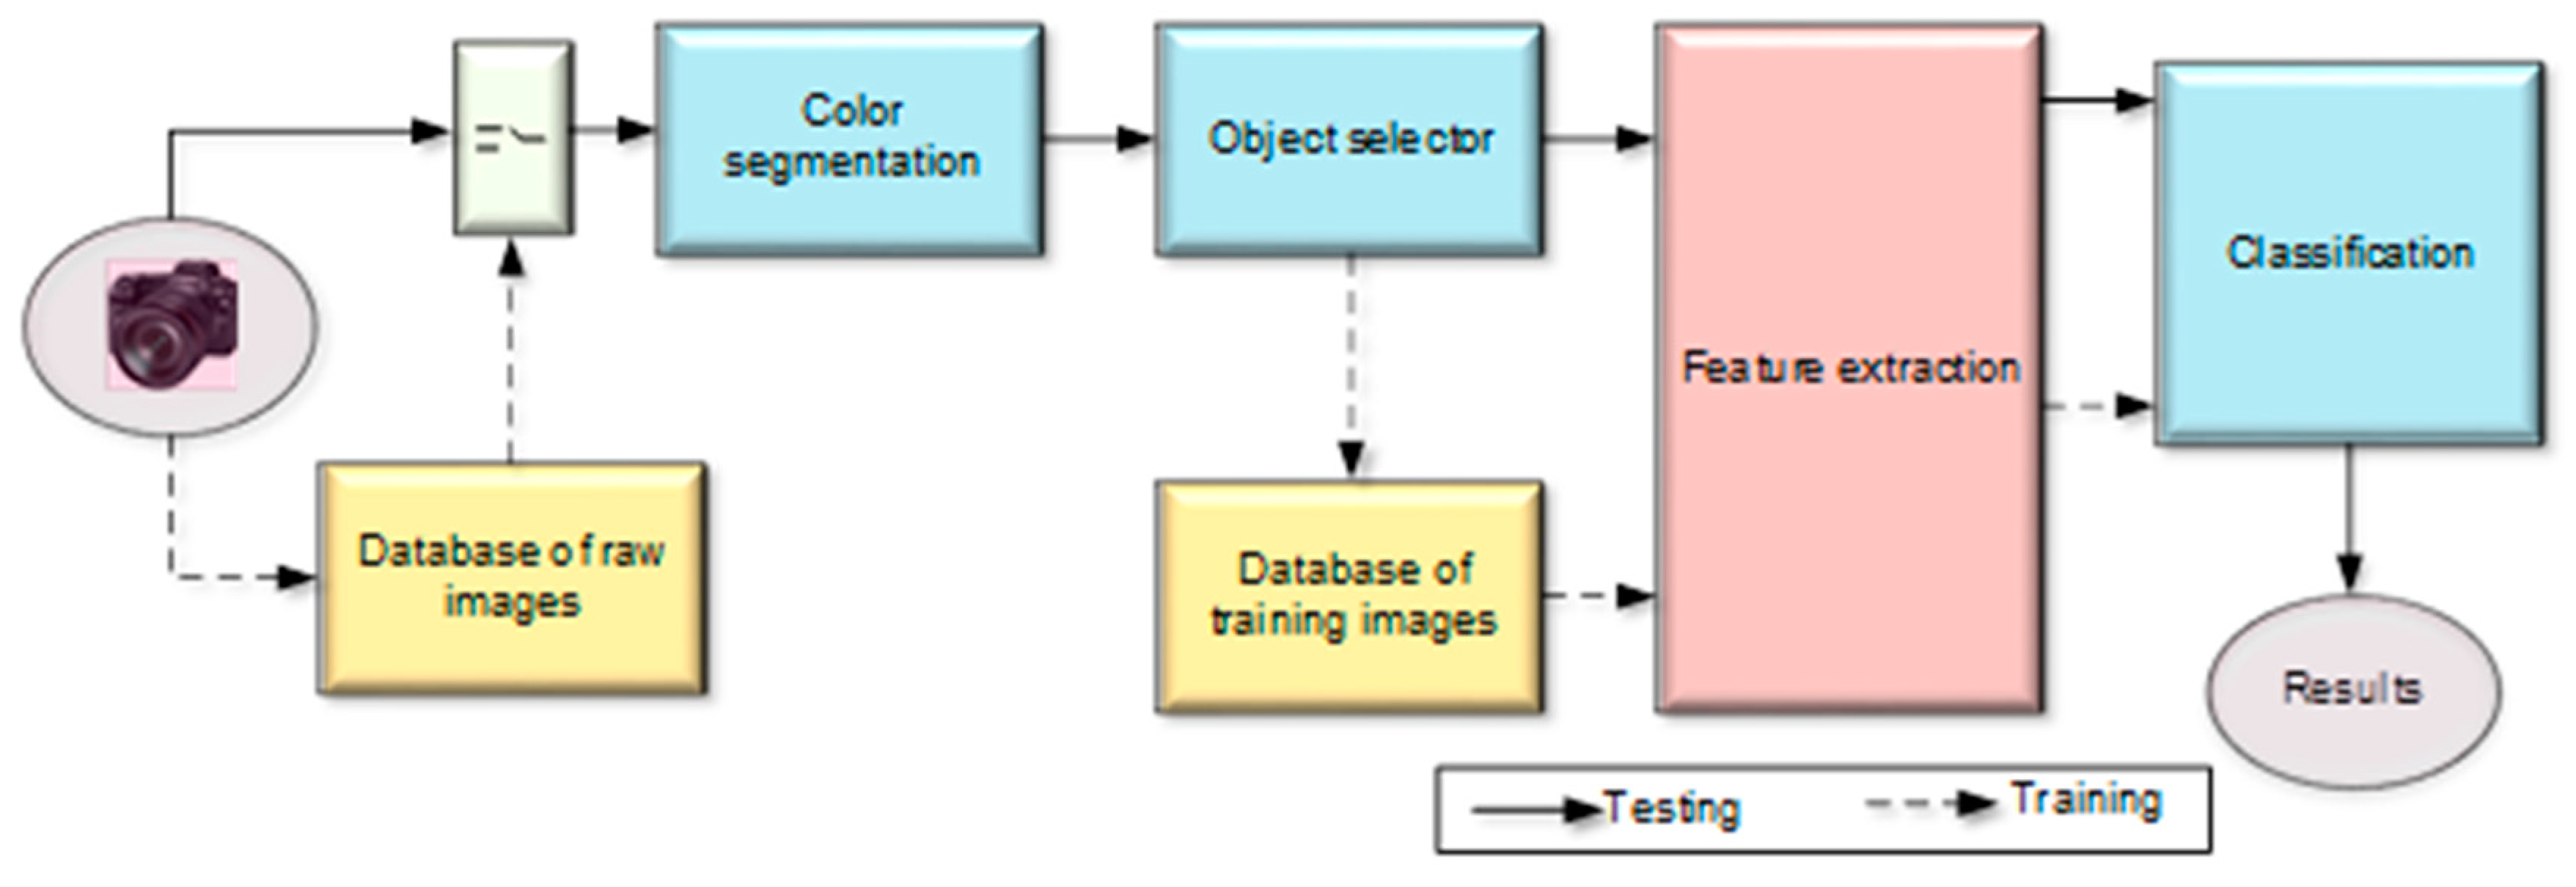 Color
segmentation
Object selector
Feature extraction
Classification
Database of raw
images
Database of
training images
Results
Testing
Training